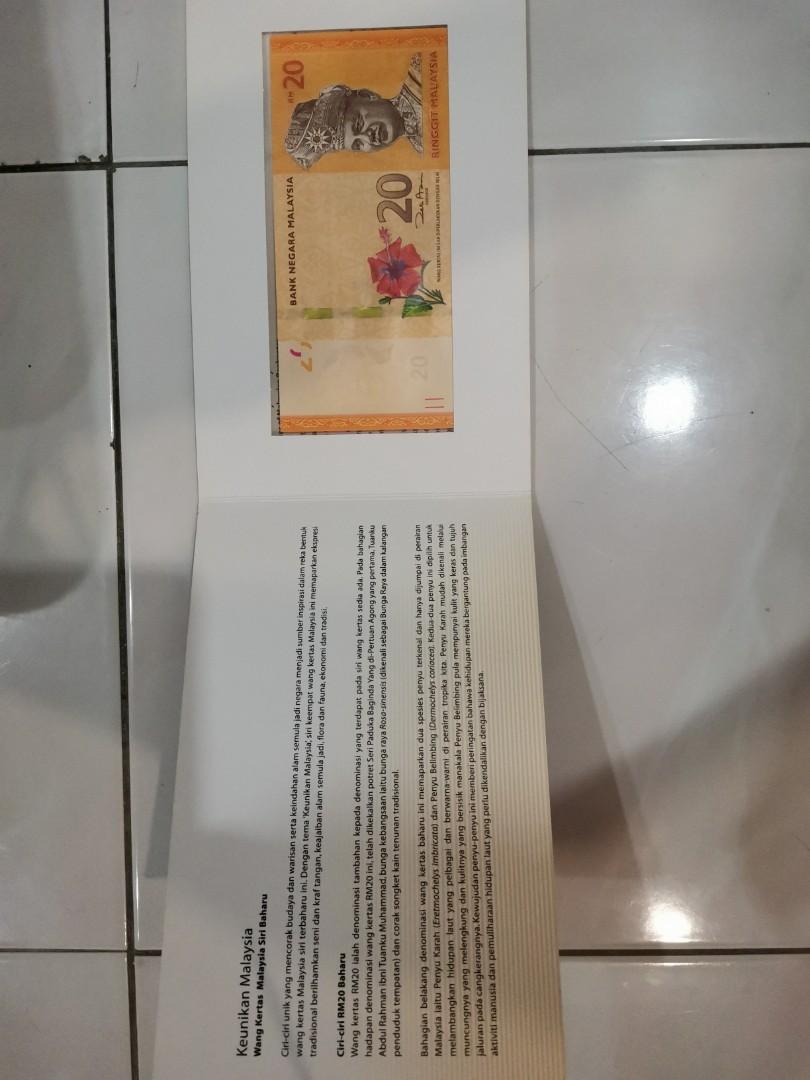 RM 20
BANK NEGARA MALAYSIA
20
RINGGIT MALAYSIA
20
Keunikan Malaysia
Wang Kertas Malaysia Siri Baharu
Ciri-ciri unik yang mencorak budaya dan warisan serta keindahan alam semula jadi negara menjadi sumber inspirasi dalam reka bentuk
wang kertas Malaysia siri terbaharu ini. Dengan tema 'Keunikan Malaysia', siri keempat wang kertas Malaysia ini memaparkan ekspresi
tradisional berilhamkan seni dan kraf tangan, keajaiban alam semula jadi, flora dan fauna, ekonomi dan tradisi.
Ciri-ciri RM20 Baharu
Wang kertas RM20 ialah denominasi tambahan kepada denominasi yang terdapat pada siri wang kertas sedia ada. Pada bahagian
hadapan denominasi wang kertas RM20 ini, telah dikekalkan potret Seri Paduka Baginda Yang di-Pertuan Agong yang pertama, Tuanku
Abdul Rahman ibni Tuanku Muhammad, bunga kebangsaan iaitu bunga raya Rosa-sinensis (dikenali sebagai Bunga Raya dalam kalangan
penduduk tempatan) dan corak songket kain tenunan tradisional.
Bahagian belakang denominasi wang kertas baharu ini memaparkan dua spesies penyu terkenal dan hanya dijumpai di perairan
Malaysia iaitu Penyu Karah (Eretmochelys imbricata) dan Penyu Belimbing (Dermochelys coriacea). Kedua-dua penyu ini dipilih untuk
melambangkan hidupan laut yang pelbagai dan berwarna-warni di perairan tropika kita. Penyu Karah mudah dikenali melalui
muncungnya yang melengkung dan kulitnya yang bersisik manakala Penyu Belimbing pula mempunyai kulit yang keras dan tujuh
jaluran pada cangkerangnya. Kewujudan penyu-penyu ini memberi peringatan bahawa kehidupan mereka bergantung pada imbangan
aktiviti manusia dan pemuliharaan hidupan laut yang perlu dikendalikan dengan bijaksana.